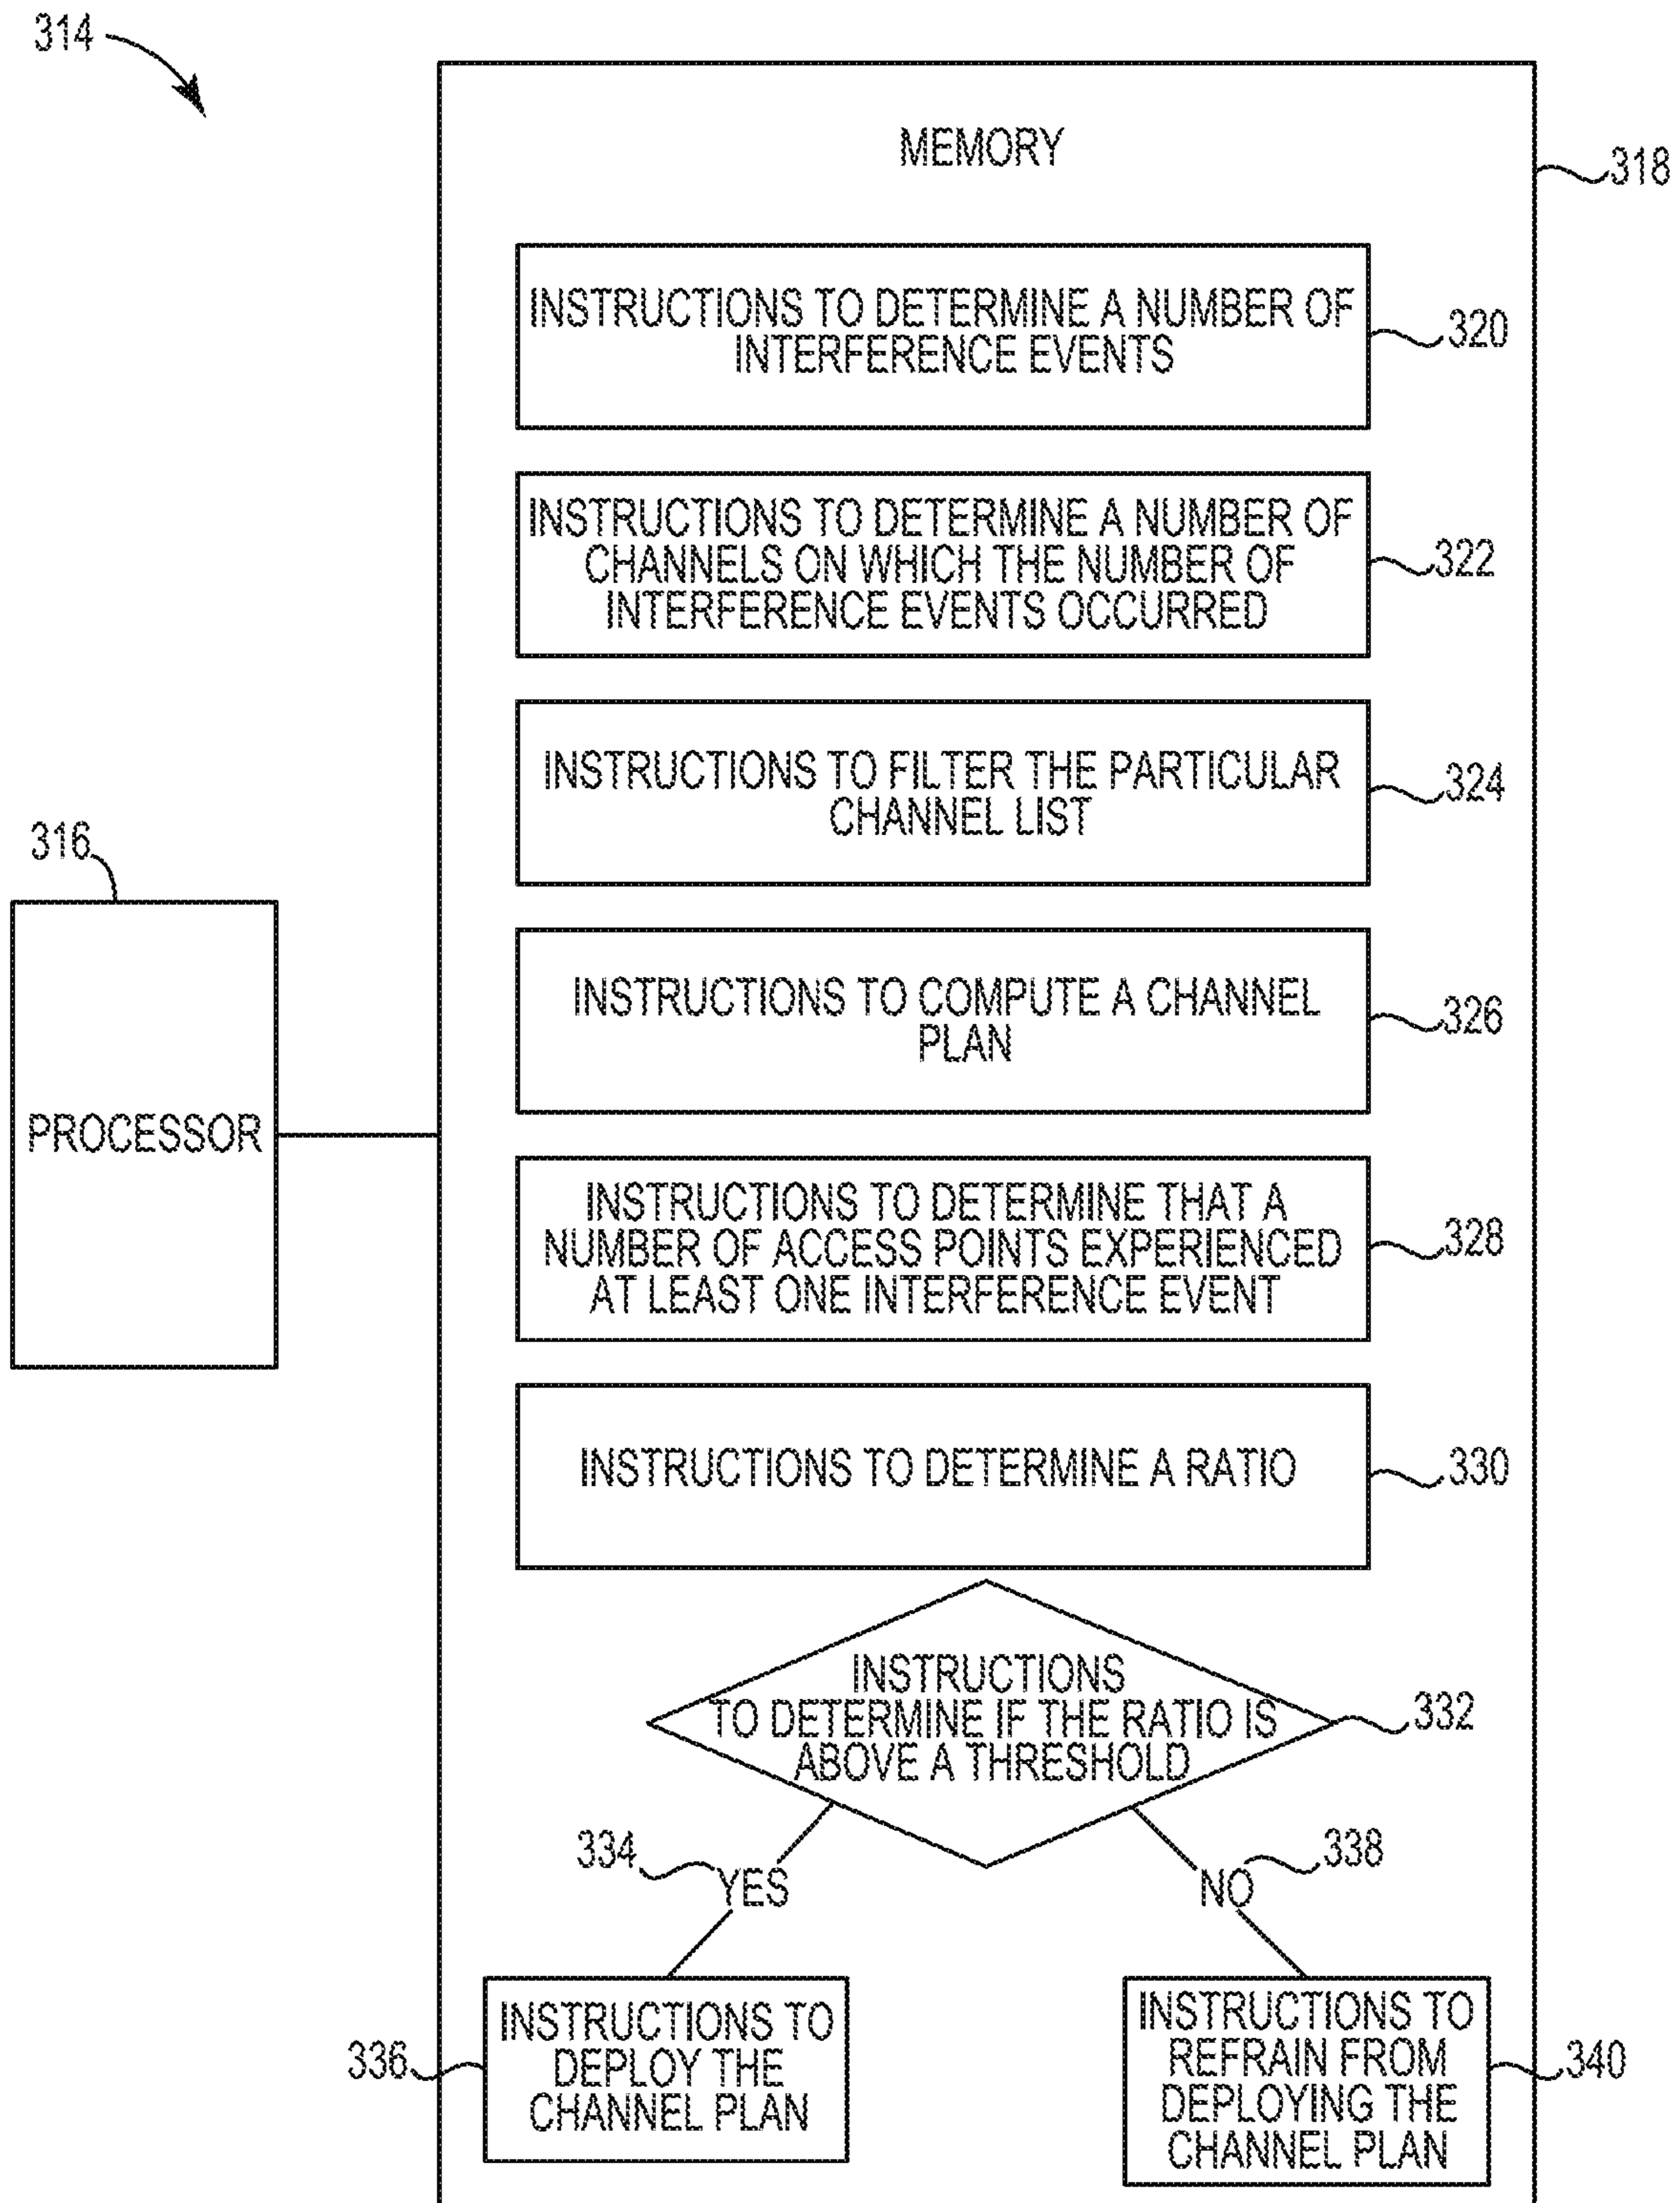 314
MEMORY
318
INSTRUCTIONS TO DETERMINE A NUMBER OF
INTERFERENCE EVENTS
320
INSTRUCTIONS TO DETERMINE A NUMBER OF
CHANNELS ON WHICH THE NUMBER OF
INTERFERENCE EVENTS OCCURRED
322
INSTRUCTIONS TO FILTER THE PARTICULAR
CHANNEL LIST
324
316
PROCESSOR
INSTRUCTIONS TO COMPUTE A CHANNEL
PLAN
326
INSTRUCTIONS TO DETERMINE THAT A
NUMBER OF ACCESS POINTS EXPERIENCED
AT LEAST ONE INTERFERENCE EVENT
328
INSTRUCTIONS TO DETERMINE A RATIO
330
INSTRUCTIONS
TO DETERMINE IF THE RATIO IS
ABOVE A THRESHOLD
332
334
YES
338
NO
336
INSTRUCTIONS TO
DEPLOY THE
CHANNEL PLAN
INSTRUCTIONS TO
REFRAIN FROM
DEPLOYING THE
CHANNEL PLAN
340